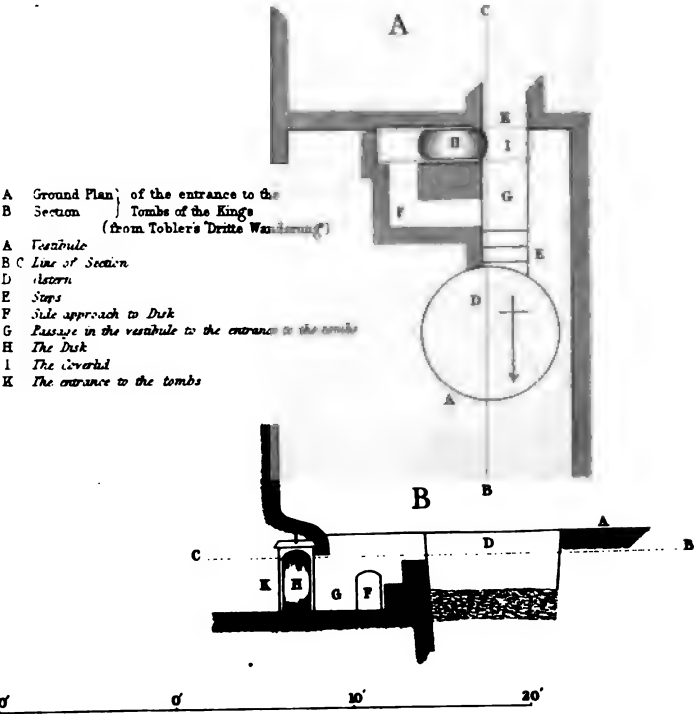 A
C
K
H
I
G
F
E
D
A
B
A Ground Plan } of the entrance to the
B Section } Tombs of the Kings
(from Tobler's Dritte Wanderung)
A Vestibule
B C Line of Section
D
E Steps
F Side approach to Disk
G Passage in the vestibule to the entrance to the tombs
H The Disk
I The Coverlid
K The entrance to the tombs
B
A
C
D
B
K
H
G
F
0'
0'
10'
20'